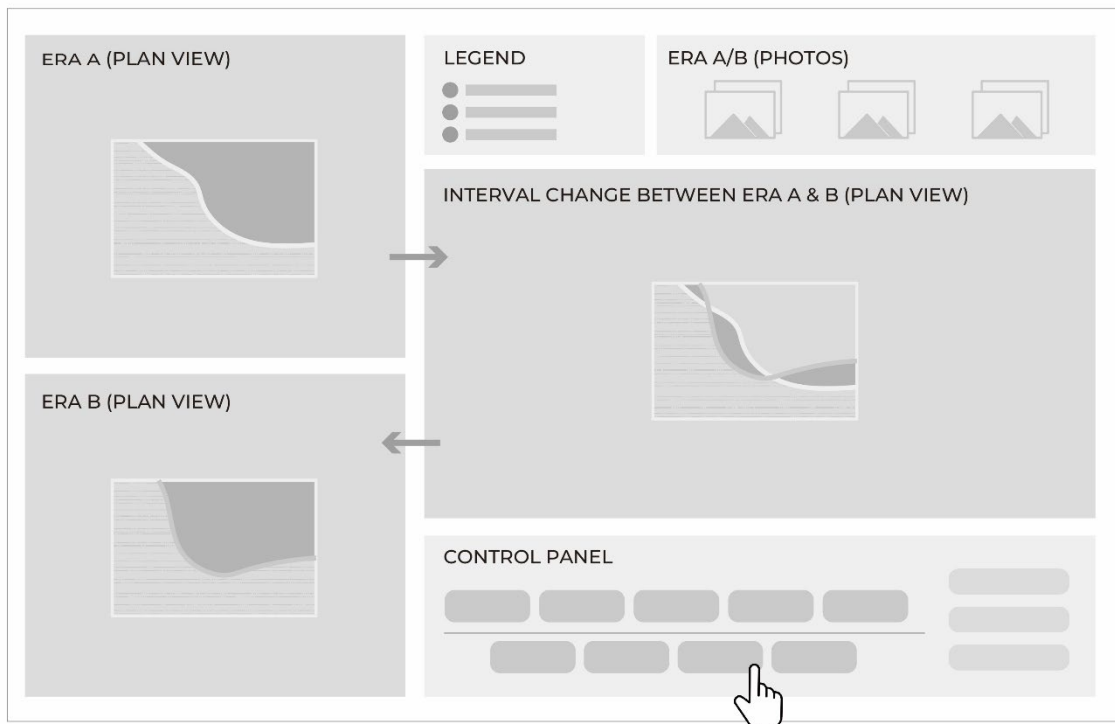 ERA A (PLAN VIEW)
LEGEND
ERA A/B (PHOTOS)
INTERVAL CHANGE BETWEEN ERA A & B (PLAN VIEW)
ERA B (PLAN VIEW)
CONTROL PANEL